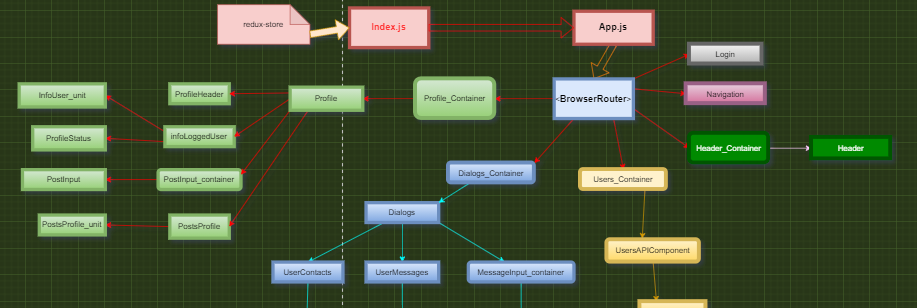 redux-store
Index.js
App.js
Login
InfoUser_unit
ProfileHeader
Profile
Profile_Container
<BrowserRouter>
Navigation
ProfileStatus
infoLoggedUser
Header_Container
Header
PostInput
PostInput_container
Dialogs_Container
Users_Container
PostsProfile_unit
PostsProfile
Dialogs
UsersAPIComponent
UserContacts
UserMessages
MessageInput_container